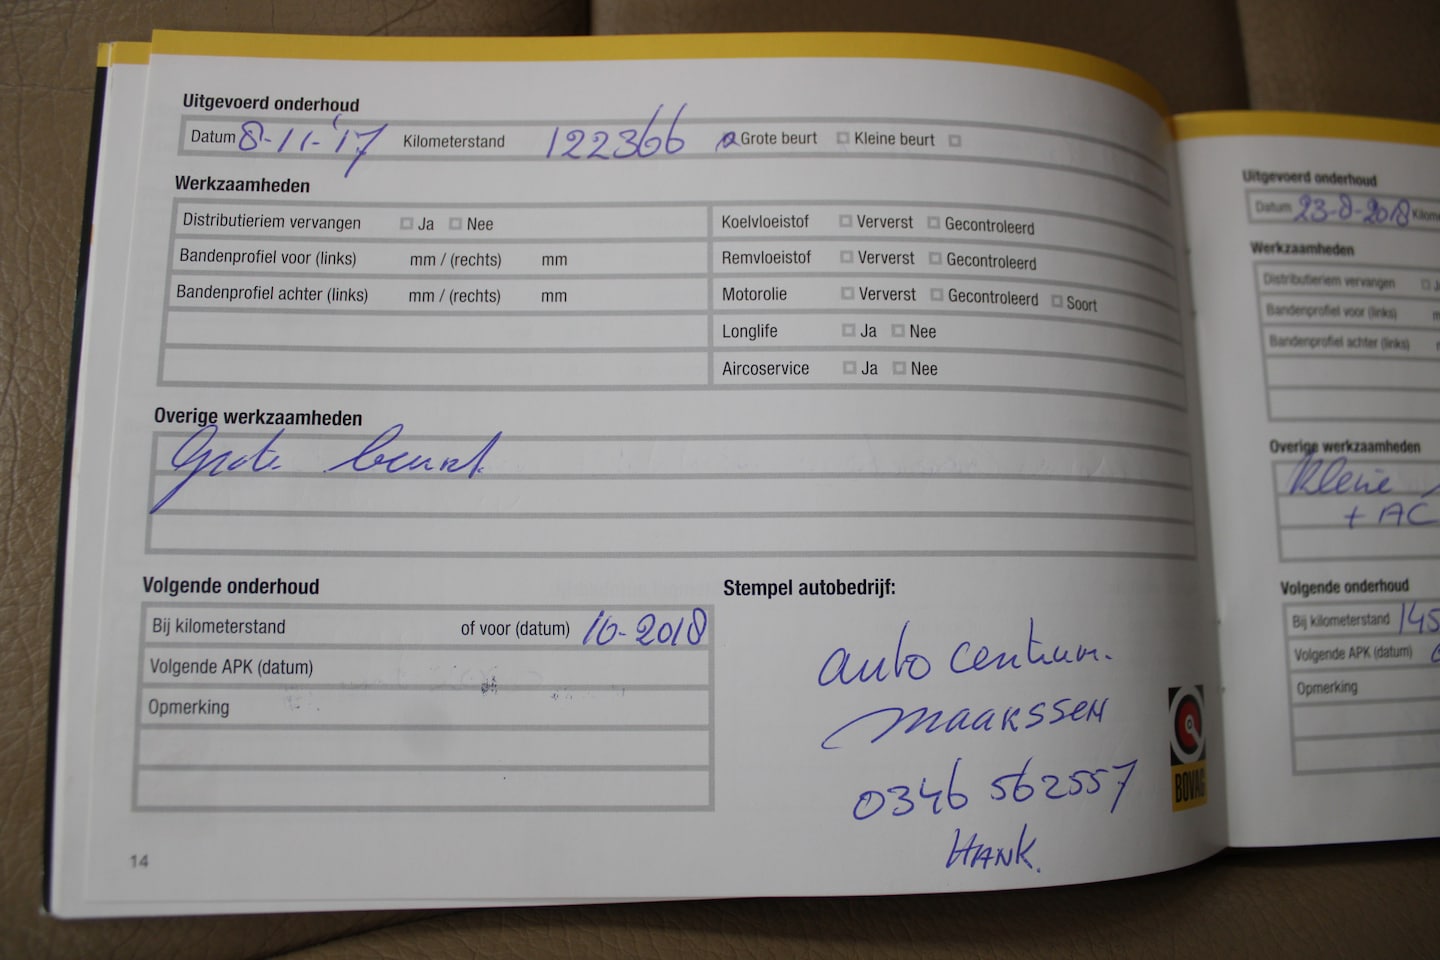 Uitgevoerd onderhoud
Datum 8-11-'17 Kilometerstand 122366 Grote beurt Kleine beurt
Werkzaamheden
Distributieriem vervangen Ja Nee
Bandenprofiel voor (links) mm / (rechts) mm
Bandenprofiel achter (links) mm / (rechts) mm
Koelvloeistof Ververst Gecontroleerd
Remvloeistof Ververst Gecontroleerd
Motorolie Ververst Gecontroleerd Soort
Longlife Ja Nee
Aircoservice Ja Nee
Overige werkzaamheden
Grote beurt
Volgende onderhoud
Bij kilometerstand of voor (datum) 10-2018
Volgende APK (datum)
Opmerking
Stempel autobedrijf:
auto centrum.
MAARSSEN
0346 562557
HANK.
BOVAG
14
Uitgevoerd onderhoud
Datum 23-8-2018
Werkzaamheden
Distributieriem vervangen
Bandenprofiel voor (links)
Bandenprofiel achter (links)
Overige werkzaamheden
Kleine
+ AC
Volgende onderhoud
Bij kilometerstand 145
Volgende APK (datum)
Opmerking